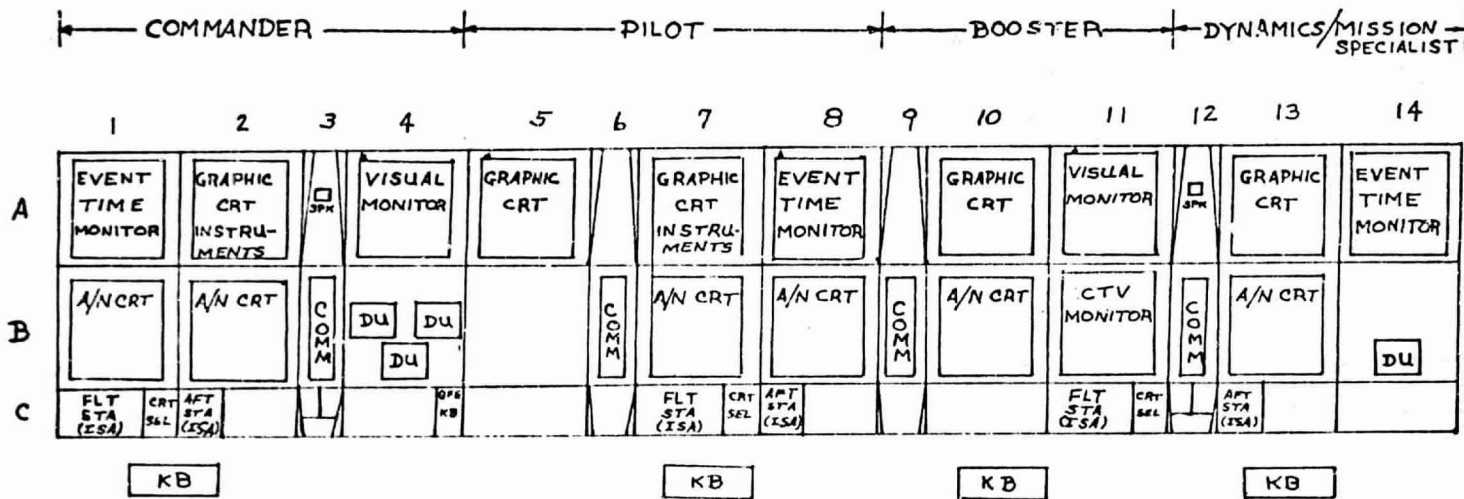 COMMANDER PILOT BOOSTER DYNAMICS/MISSION
SPECIALIST
1 2 3 4 5 6 7 8 9 10 11 12 13 14
A
EVENT
TIME
MONITOR
GRAPHIC
CRT
INSTRU-
MENTS
SPK
VISUAL
MONITOR
GRAPHIC
CRT
GRAPHIC
CRT
INSTRU-
MENTS
EVENT
TIME
MONITOR
GRAPHIC
CRT
VISUAL
MONITOR
SPK
GRAPHIC
CRT
EVENT
TIME
MONITOR
B
A/N CRT
A/N CRT
COMM
DU
DU
DU
COMM
A/N CRT
A/N CRT
COMM
A/N CRT
CTV
MONITOR
COMM
A/N CRT
DU
C
FLT
STA
(ISA)
CRT
SEL
AFT
STA
(ISA)
KB
FLT
STA
(ISA)
CRT
SEL
AFT
STA
(ISA)
FLT
STA
(ISA)
CRT
SEL
AFT
STA
(ISA)
KB
KB
KB
KB